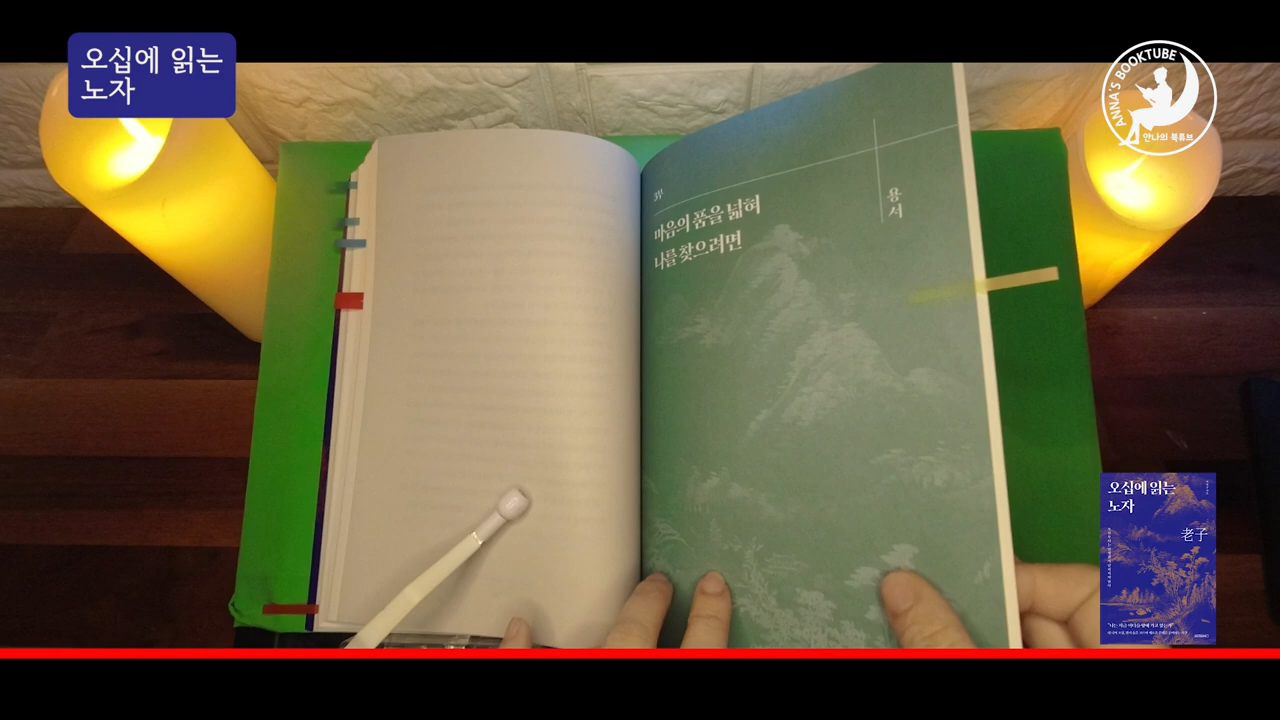 오십에 읽는
노자
ANNA'S BOOKTUBE
안나의 북튜브
3부
마음의 품을 넓혀
나를 찾으려면
용서
오십에 읽는
노자
老子